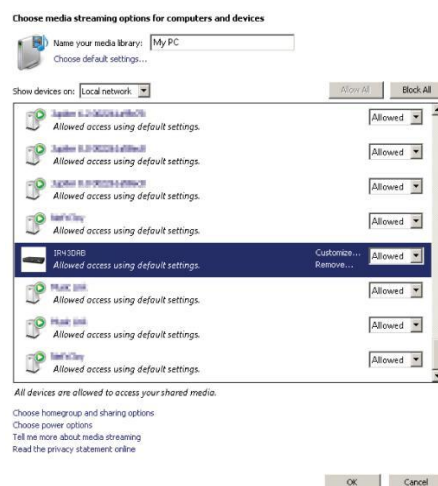 Choose media streaming options for computers and devices
Name your media library: My PC
Choose default settings...
Show devices on: Local network Allow All Block All
Allowed
Allowed access using default settings.
Allowed
Allowed access using default settings.
Allowed
Allowed access using default settings.
Allowed
Allowed access using default settings.
IR43DAB Customize... Allowed
Allowed access using default settings. Remove...
Allowed
Allowed access using default settings.
Allowed
Allowed access using default settings.
Allowed
Allowed access using default settings.
All devices are allowed to access your shared media.
Choose homegroup and sharing options
Choose power options
Tell me more about media streaming
Read the privacy statement online
OK Cancel